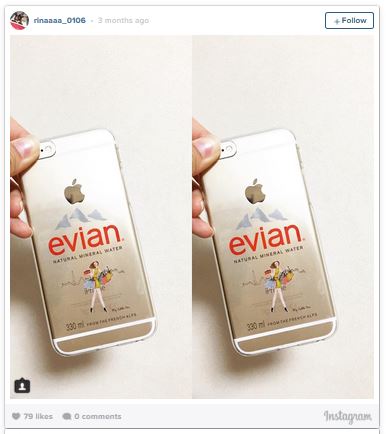 rinaaaa_0106 · 3 months ago
+ Follow
evian.
NATURAL MINERAL WATER
330 ml FROM THE FRENCH ALPS
evian.
NATURAL MINERAL WATER
330 ml FROM THE FRENCH ALPS
79 likes 0 comments
Instagram